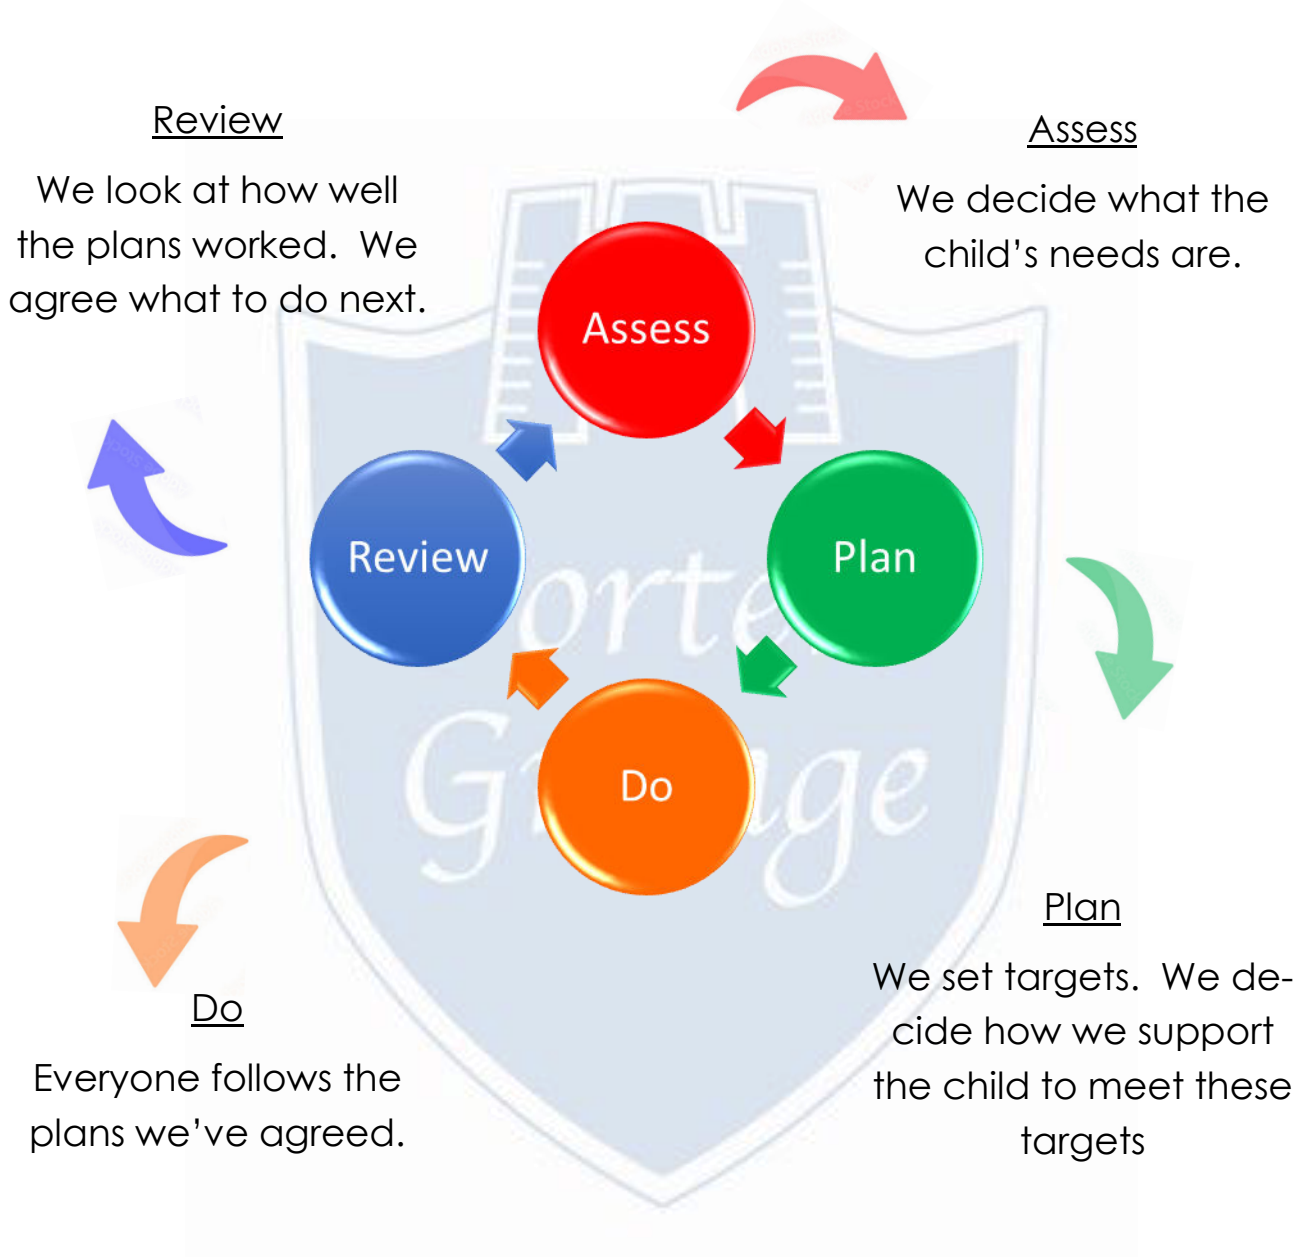 Review
We look at how well
the plans worked.  We
agree what to do next.
Assess
We decide what the
child’s needs are.
Assess
Review
Plan
Do
Do
Everyone follows the
plans we’ve agreed.
Plan
We set targets.  We de-
cide how we support
the child to meet these
targets